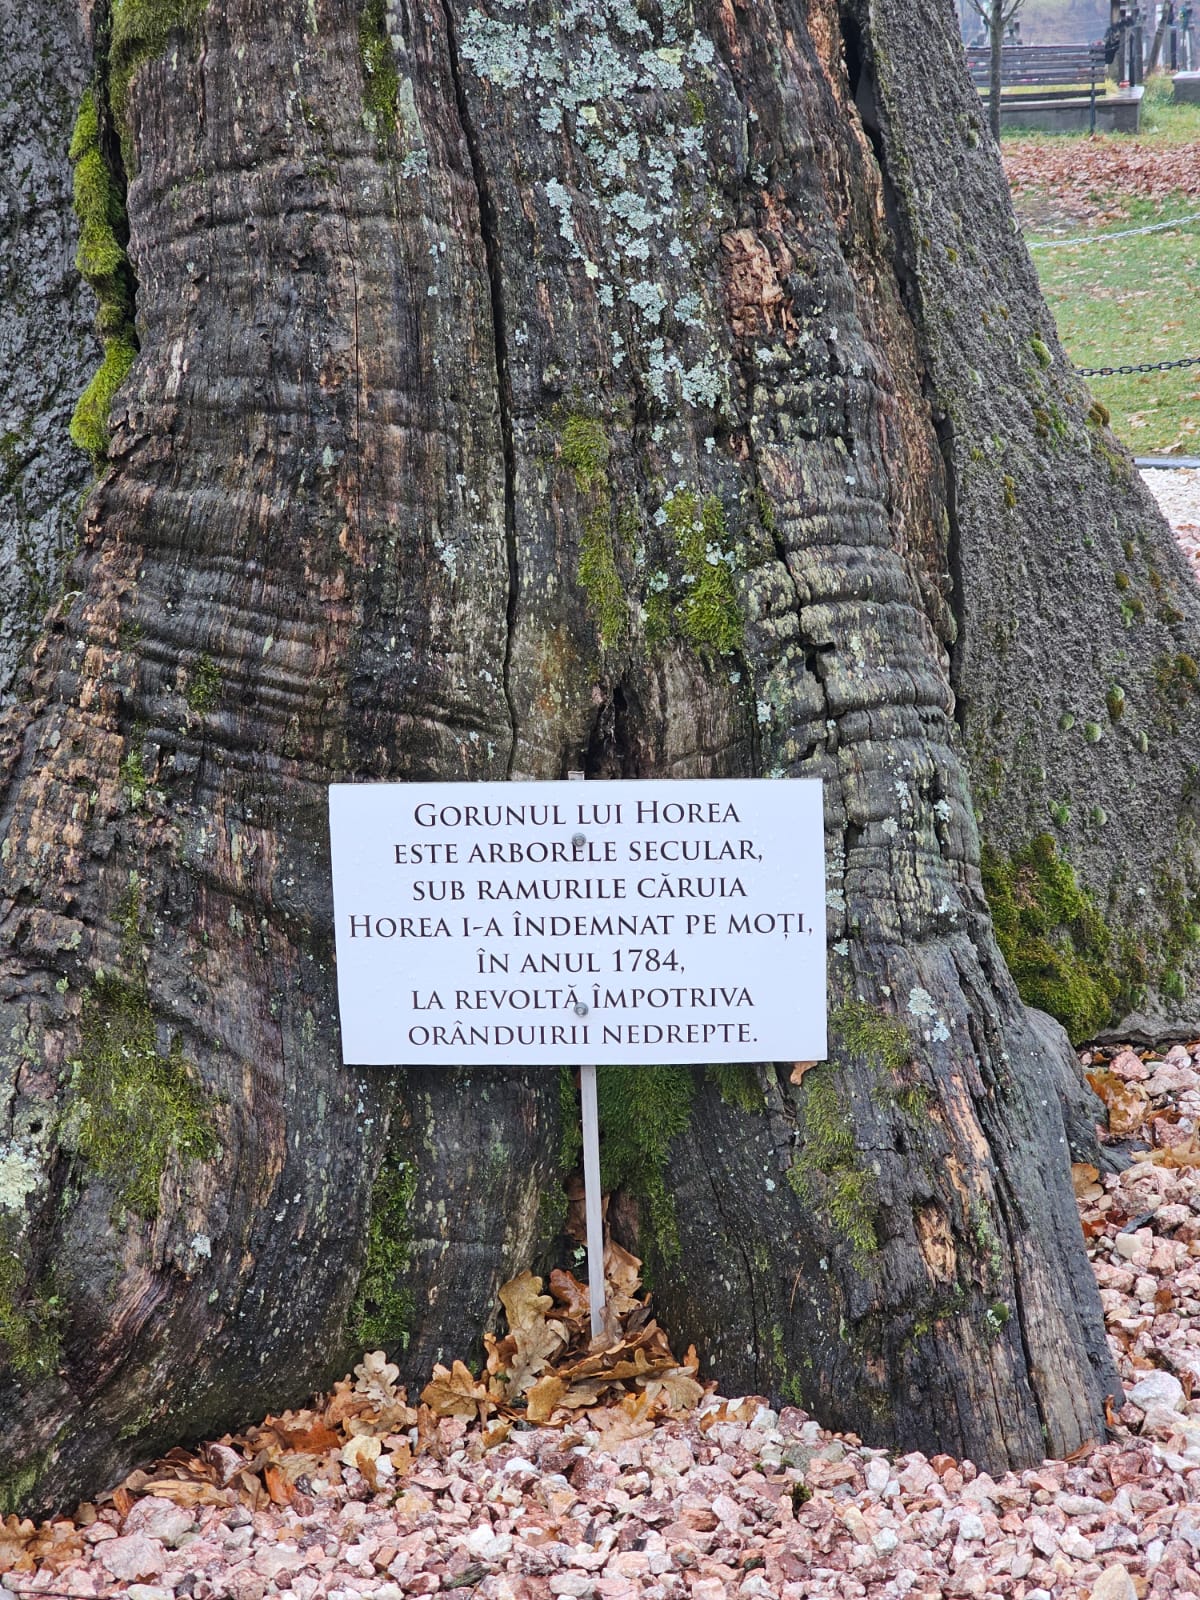 Gorunul lui Horea
este arborele secular,
sub ramurile căruia
Horea i-a îndemnat pe moți,
în anul 1784,
la revoltă împotriva
orânduirii nedrepte.